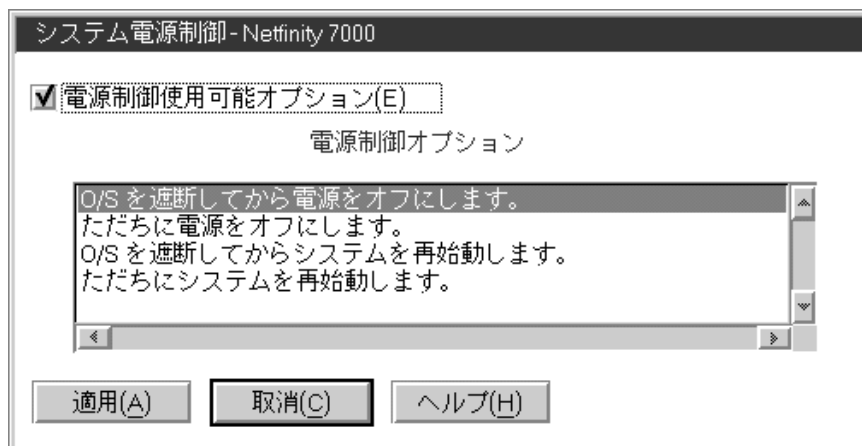 システム電源制御 - Netfinity 7000
電源制御使用可能オプション(E)
電源制御オプション
O/S を遮断してから電源をオフにします。
ただちに電源をオフにします。
O/S を遮断してからシステムを再始動します。
ただちにシステムを再始動します。
適用(A) 取消(C) ヘルプ(H)